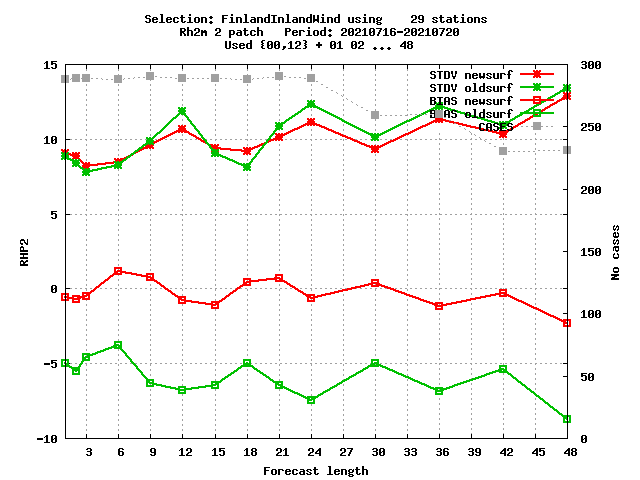 Selection: FinlandInlandWind using    29 stations
Rh2m 2 patch   Period: 20210716-20210720
Used {00,12} + 01 02 ... 48
15
10
5
0
-5
-10
RHP2
300
250
200
150
100
50
0
No cases
STDV newsurf
STDV oldsurf
BIAS newsurf
BIAS oldsurf
CASES
3 6 9 12 15 18 21 24 27 30 33 36 39 42 45 48
Forecast length